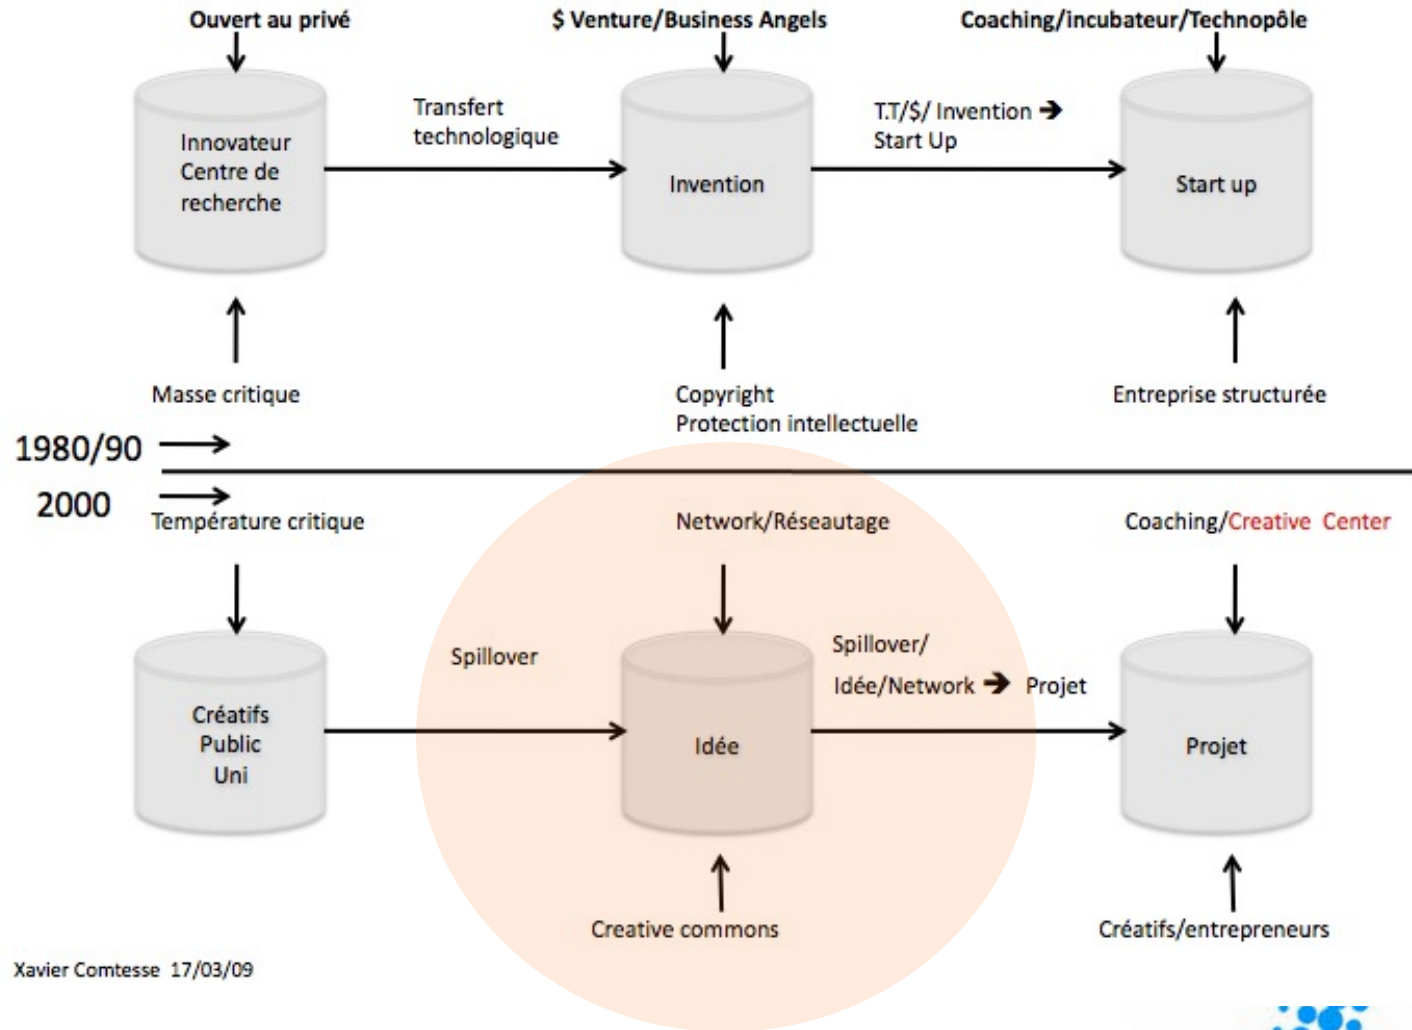 Ouvert au privé
$ Venture/Business Angels
Coaching/incubateur/Technopôle
Innovateur
Centre de
recherche
Transfert
technologique
Invention
T.T/$/ Invention ➔
Start Up
Start up
Masse critique
Copyright
Protection intellectuelle
Entreprise structurée
1980/90
2000
Température critique
Network/Réseautage
Coaching/Creative Center
Créatifs
Public
Uni
Spillover
Idée
Spillover/
Idée/Network ➔ Projet
Projet
Creative commons
Créatifs/entrepreneurs
Xavier Comtesse 17/03/09